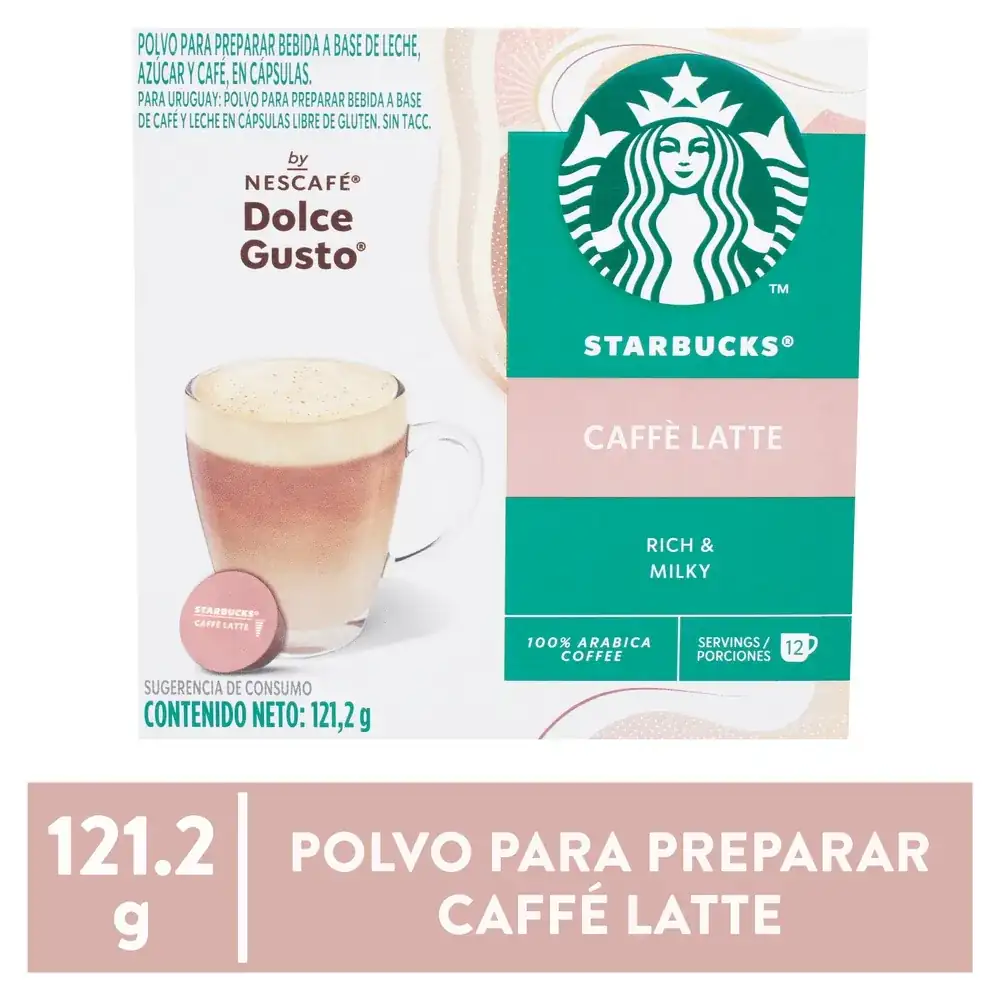 POLVO PARA PREPARAR BEBIDA A BASE DE LECHE,
AZÚCAR Y CAFÉ, EN CÁPSULAS.
PARA URUGUAY: POLVO PARA PREPARAR BEBIDA A BASE
DE CAFÉ Y LECHE EN CÁPSULAS LIBRE DE GLUTEN. SIN TACC.
by
NESCAFÉ®
Dolce
Gusto®
TM
STARBUCKS®
CAFFÈ LATTE
RICH &
MILKY
100% ARABICA
COFFEE
SERVINGS/
PORCIONES
12
STARBUCKS®
CAFFÈ LATTE
SUGERENCIA DE CONSUMO
CONTENIDO NETO: 121,2 g
121.2
g
POLVO PARA PREPARAR
CAFFÉ LATTE